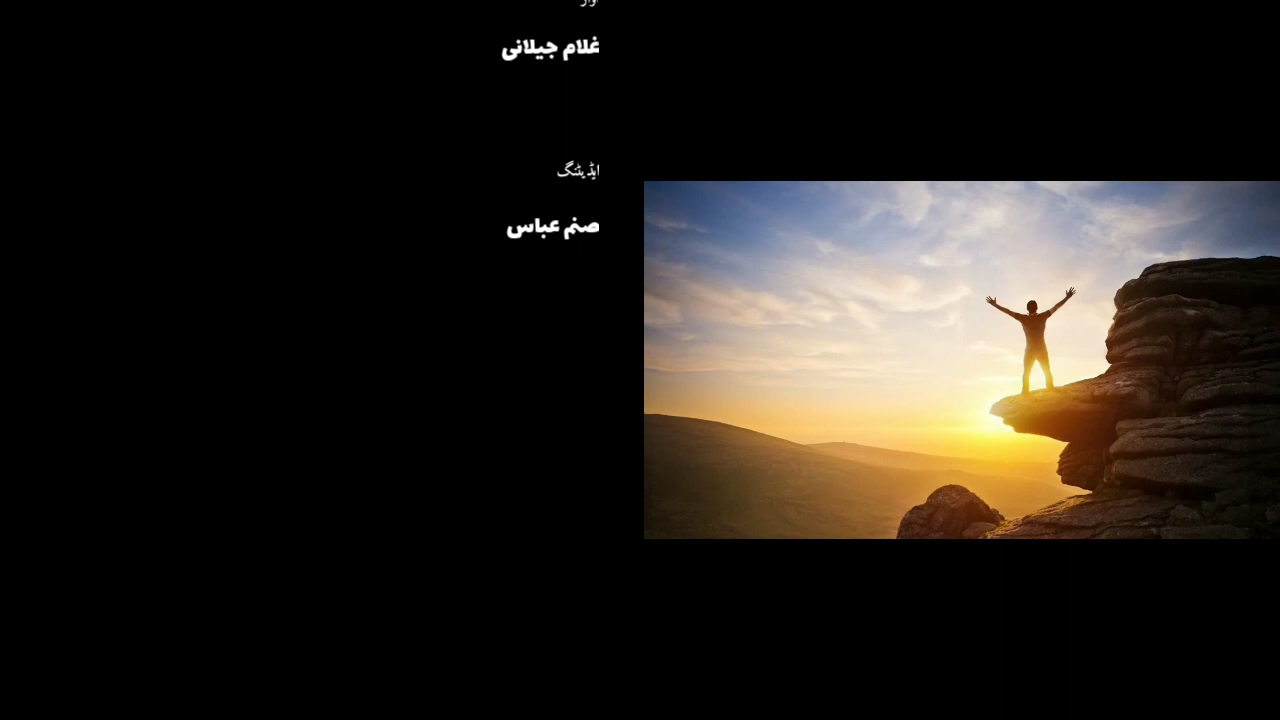 غلام جیلانی
ایڈیٹنگ
صنم عباس